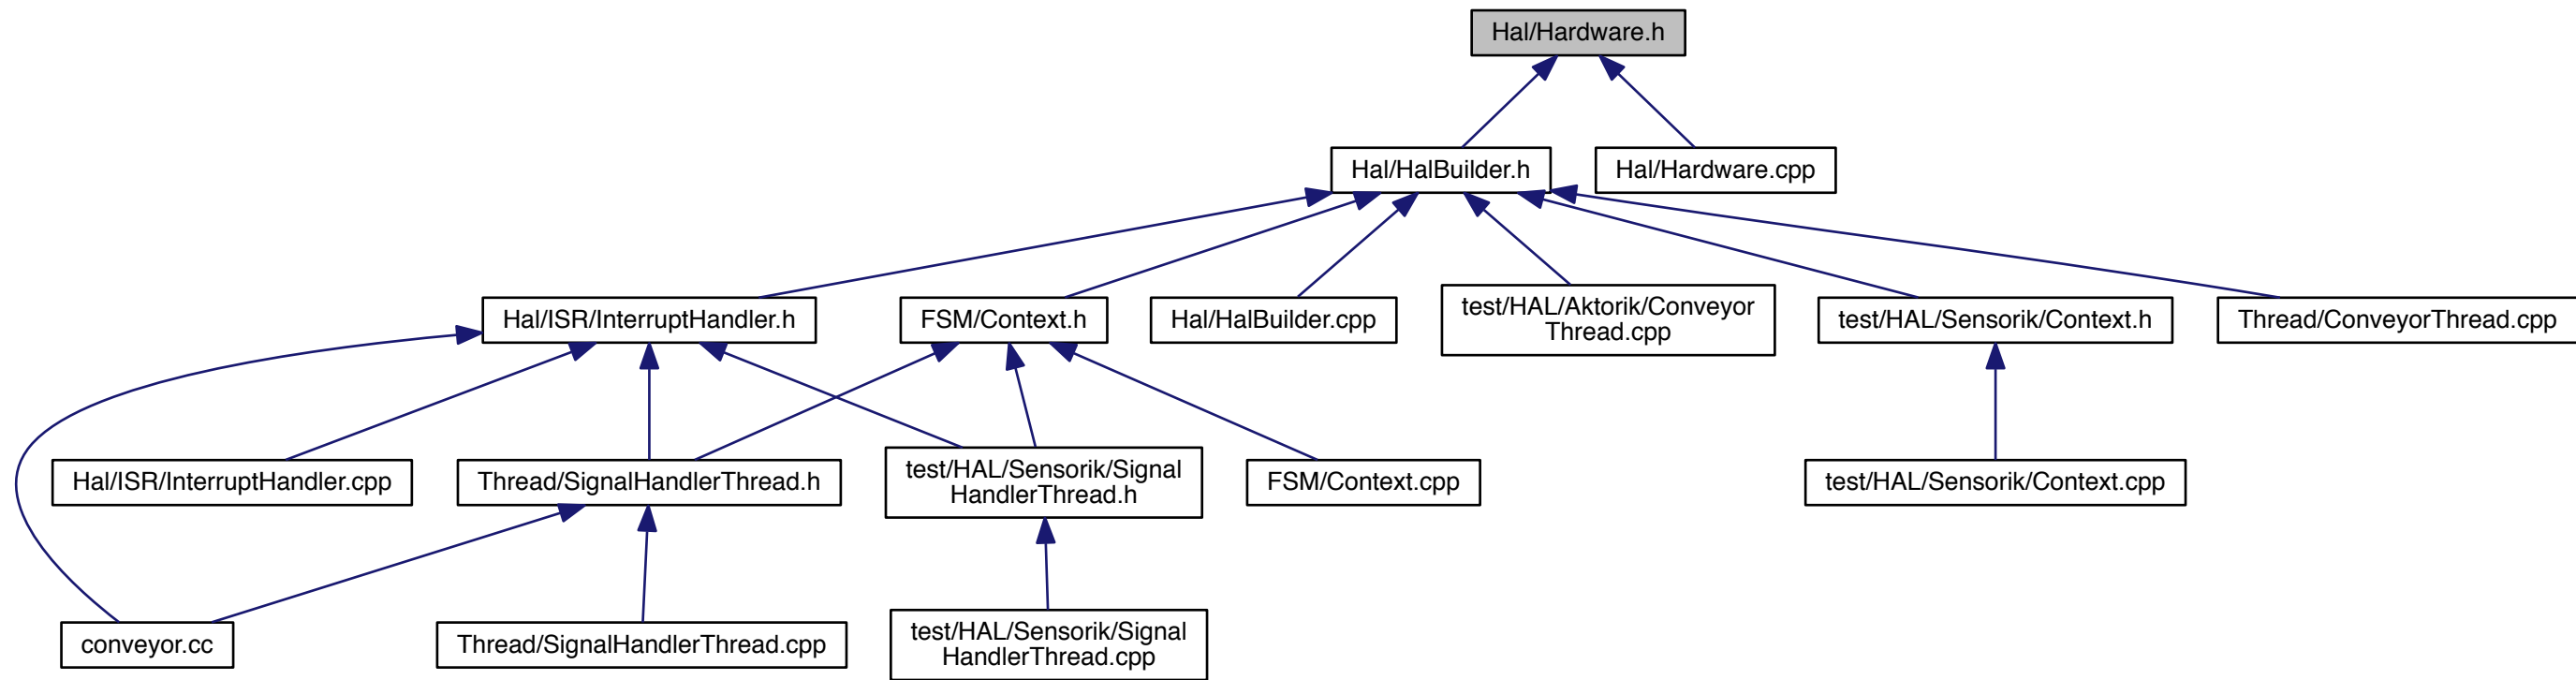 Hal/Hardware.h
Hal/HalBuilder.h
Hal/Hardware.cpp
Hal/ISR/InterruptHandler.h
FSM/Context.h
Hal/HalBuilder.cpp
test/HAL/Aktorik/Conveyor
Thread.cpp
test/HAL/Sensorik/Context.h
Thread/ConveyorThread.cpp
Hal/ISR/InterruptHandler.cpp
Thread/SignalHandlerThread.h
test/HAL/Sensorik/Signal
HandlerThread.h
FSM/Context.cpp
test/HAL/Sensorik/Context.cpp
conveyor.cc
Thread/SignalHandlerThread.cpp
test/HAL/Sensorik/Signal
HandlerThread.cpp